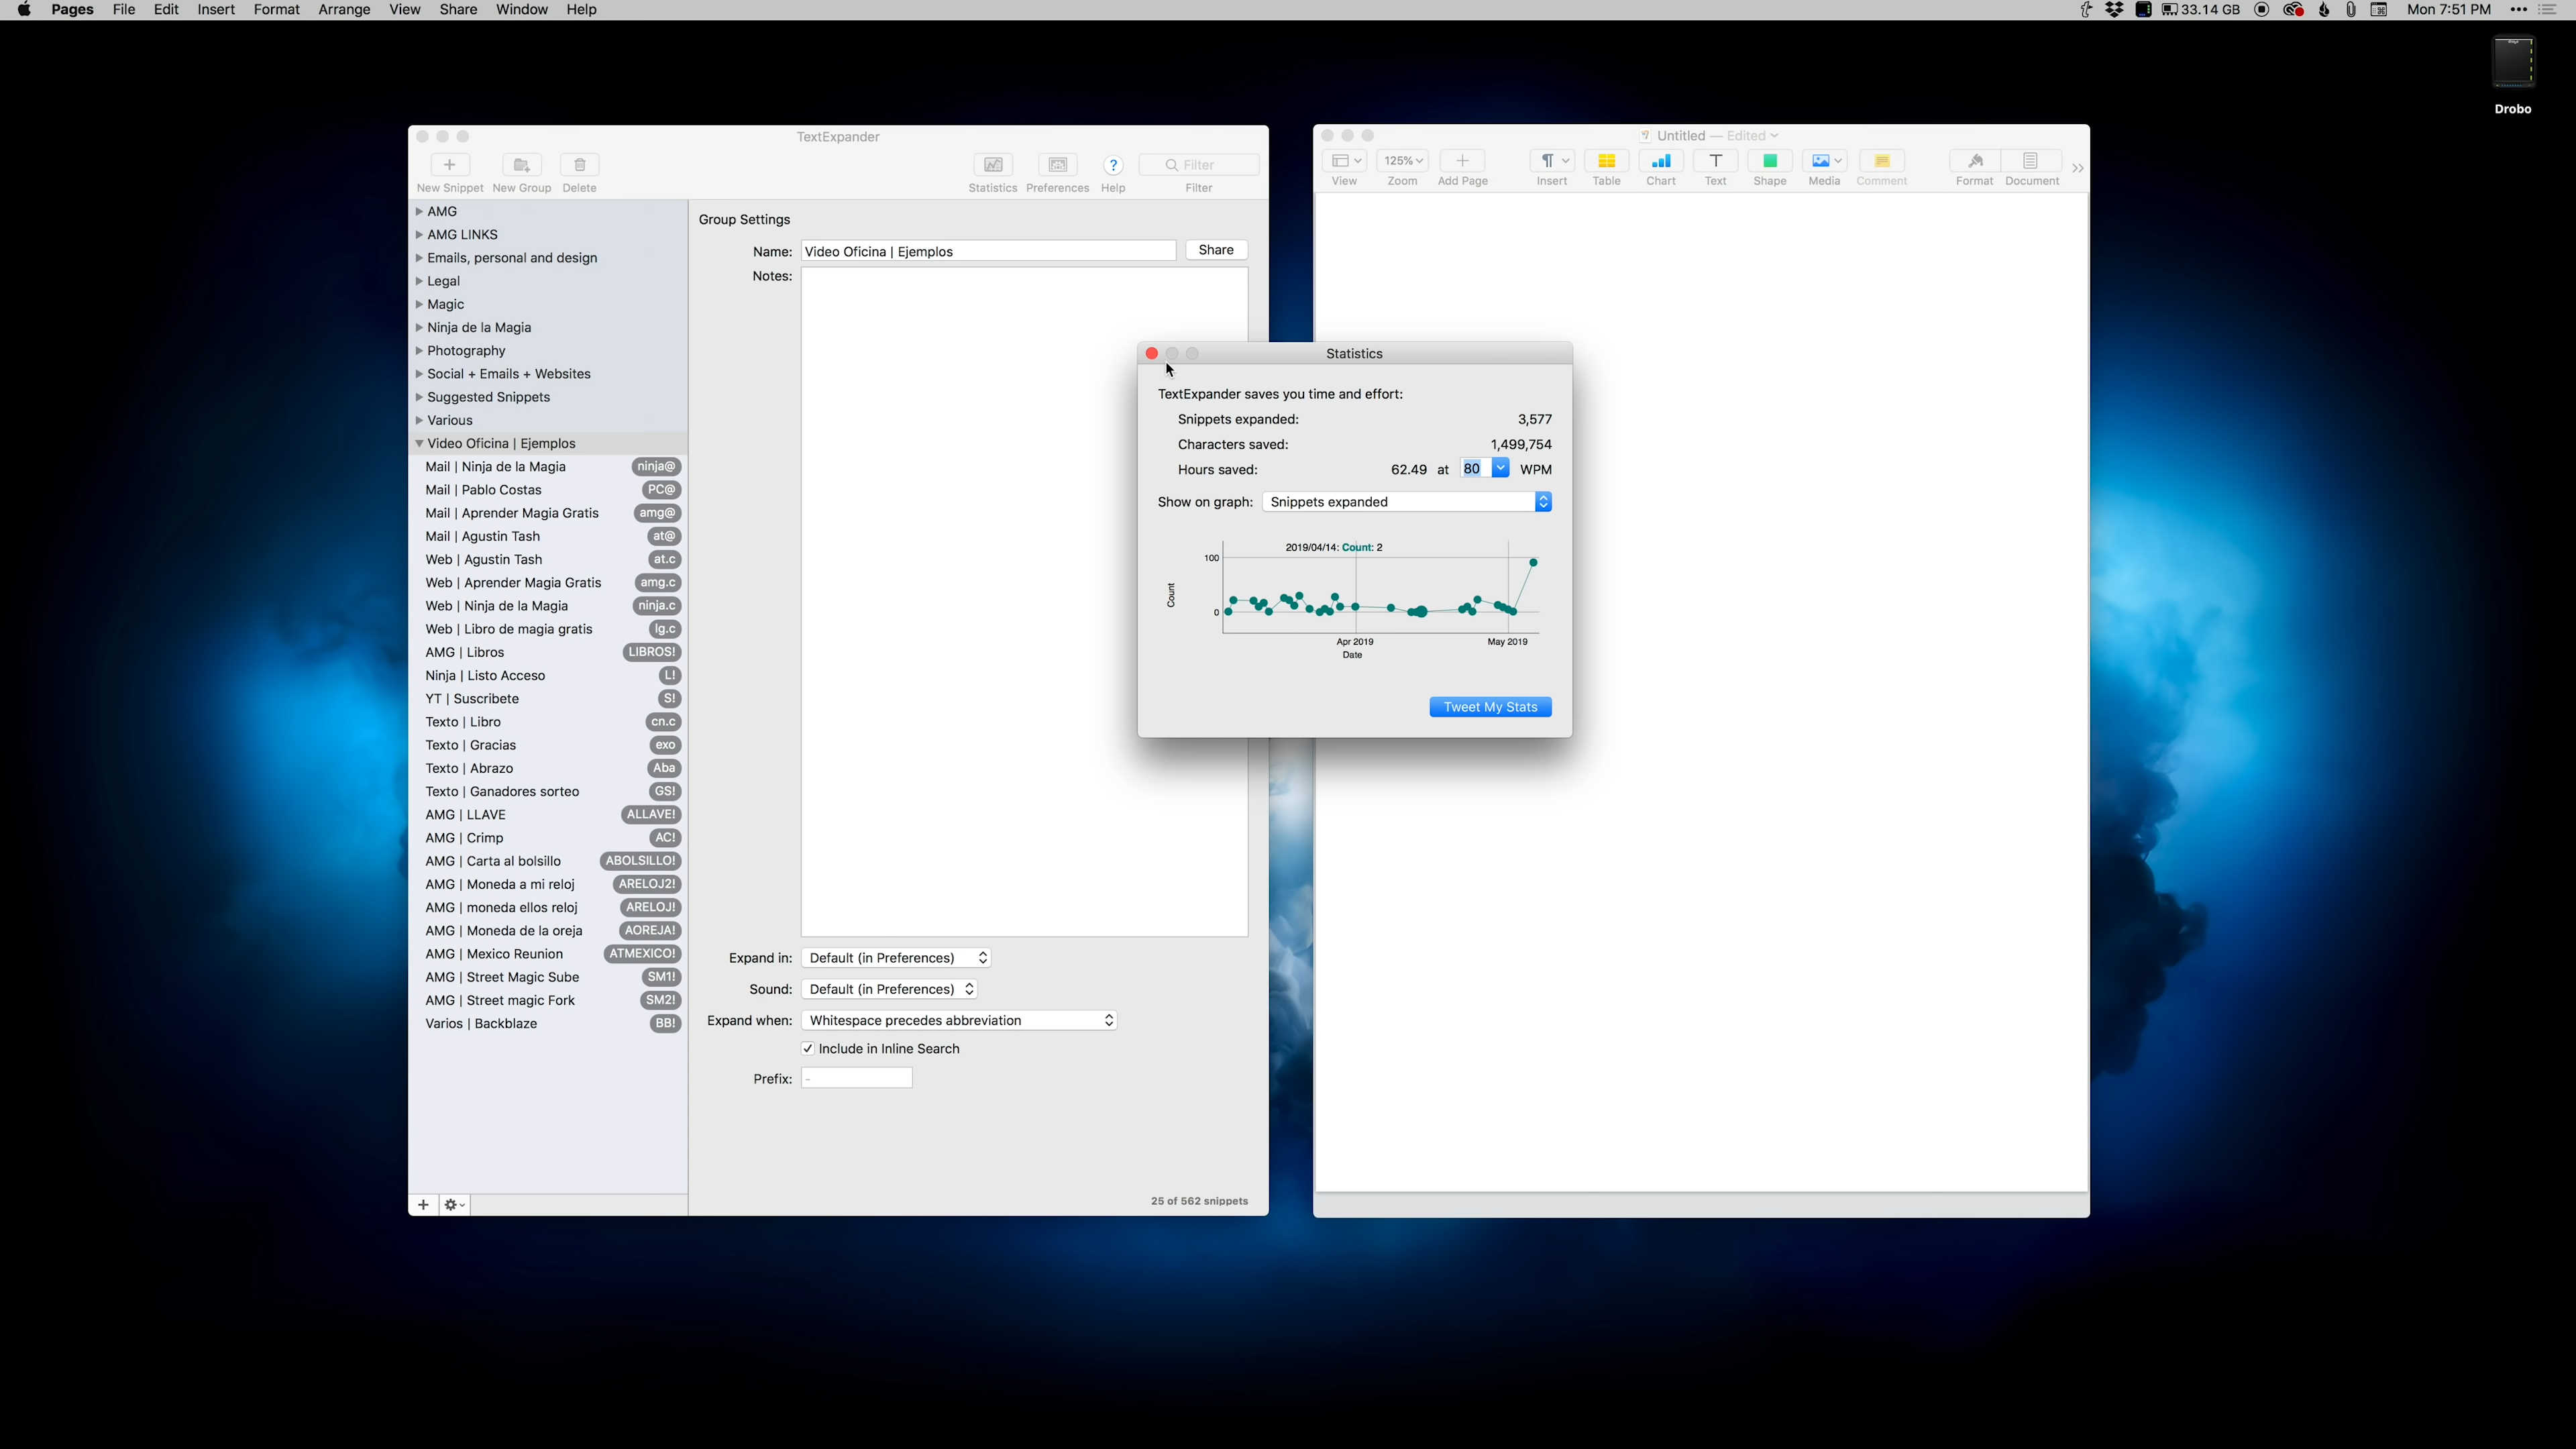 Pages File Edit Insert Format Arrange View Share Window Help
33.14 GB Mon 7:51 PM
Drobo
TextExpander
New Snippet New Group Delete
Statistics Preferences Help Filter
Filter
AMG
AMG LINKS
Emails, personal and design
Legal
Magic
Ninja de la Magia
Photography
Social + Emails + Websites
Suggested Snippets
Various
Video Oficina | Ejemplos
Mail | Ninja de la Magia ninja@
Mail | Pablo Costas PC@
Mail | Aprender Magia Gratis amg@
Mail | Agustin Tash at@
Web | Agustin Tash at.c
Web | Aprender Magia Gratis amg.c
Web | Ninja de la Magia ninja.c
Web | Libro de magia gratis lg.c
AMG | Libros LIBROS!
Ninja | Listo Acceso L!
YT | Suscribete S!
Texto | Libro cn.c
Texto | Gracias exo
Texto | Abrazo Aba
Texto | Ganadores sorteo GS!
AMG | LLAVE ALLAVE!
AMG | Crimp AC!
AMG | Carta al bolsillo ABOLSILLO!
AMG | Moneda a mi reloj ARELOJ2!
AMG | moneda ellos reloj ARELOJ!
AMG | Moneda de la oreja AOREJA!
AMG | Mexico Reunion ATMEXICO!
AMG | Street Magic Sube SM1!
AMG | Street magic Fork SM2!
Varios | Backblaze BB!
Group Settings
Name: Video Oficina | Ejemplos Share
Notes:
Expand in: Default (in Preferences)
Sound: Default (in Preferences)
Expand when: Whitespace precedes abbreviation
Include in Inline Search
Prefix: -
25 of 562 snippets
Statistics
TextExpander saves you time and effort:
Snippets expanded: 3,577
Characters saved: 1,499,754
Hours saved: 62.49 at 80 WPM
Show on graph: Snippets expanded
2019/04/14: Count: 2
100
Count
0
Apr 2019 May 2019
Date
Tweet My Stats
Untitled — Edited
125%
View Zoom Add Page Insert Table Chart Text Shape Media Comment Format Document